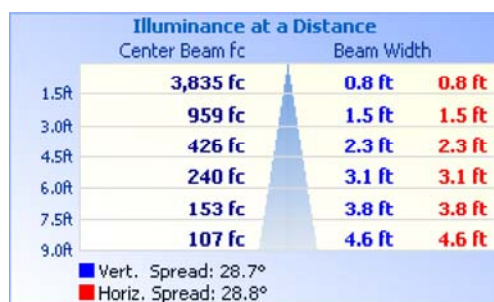 Illuminance at a Distance
Center Beam fc Beam Width
3,835 fc 0.8 ft 0.8 ft
1.5ft
959 fc 1.5 ft 1.5 ft
3.0ft
426 fc 2.3 ft 2.3 ft
4.5ft
240 fc 3.1 ft 3.1 ft
6.0ft
153 fc 3.8 ft 3.8 ft
7.5ft
107 fc 4.6 ft 4.6 ft
9.0ft
Vert. Spread: 28.7°
Horiz. Spread: 28.8°